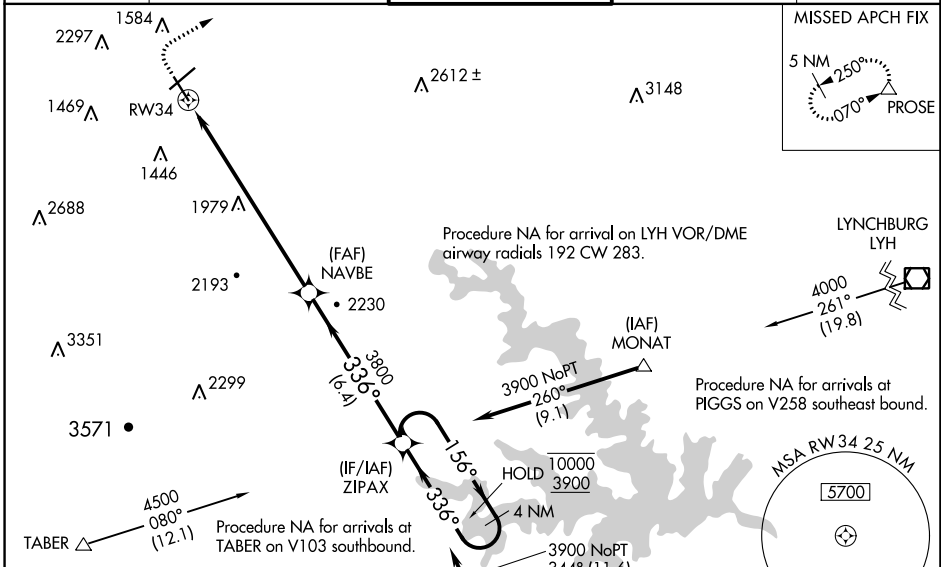 1584
2297
2612 ±
3148
1469
RW34
1446
2688
1979
MISSED APCH FIX
5 NM
250°
070°
PROSE
Procedure NA for arrival on LYH VOR/DME
airway radials 192 CW 283.
LYNCHBURG
LYH
4000
261°
(19.8)
(FAF)
NAVBE
2193
2230
3351
2299
3571
3800
336°
(6.4)
(IAF)
MONAT
3900 NoPT
260°
(9.1)
Procedure NA for arrivals at
PIGGS on V258 southeast bound.
(IF/IAF)
ZIPAX
156°
336°
HOLD
10000
3900
4 NM
MSA RW34 25 NM
5700
4500
080°
(12.1)
TABER
Procedure NA for arrivals at
TABER on V103 southbound.
3900 NoPT